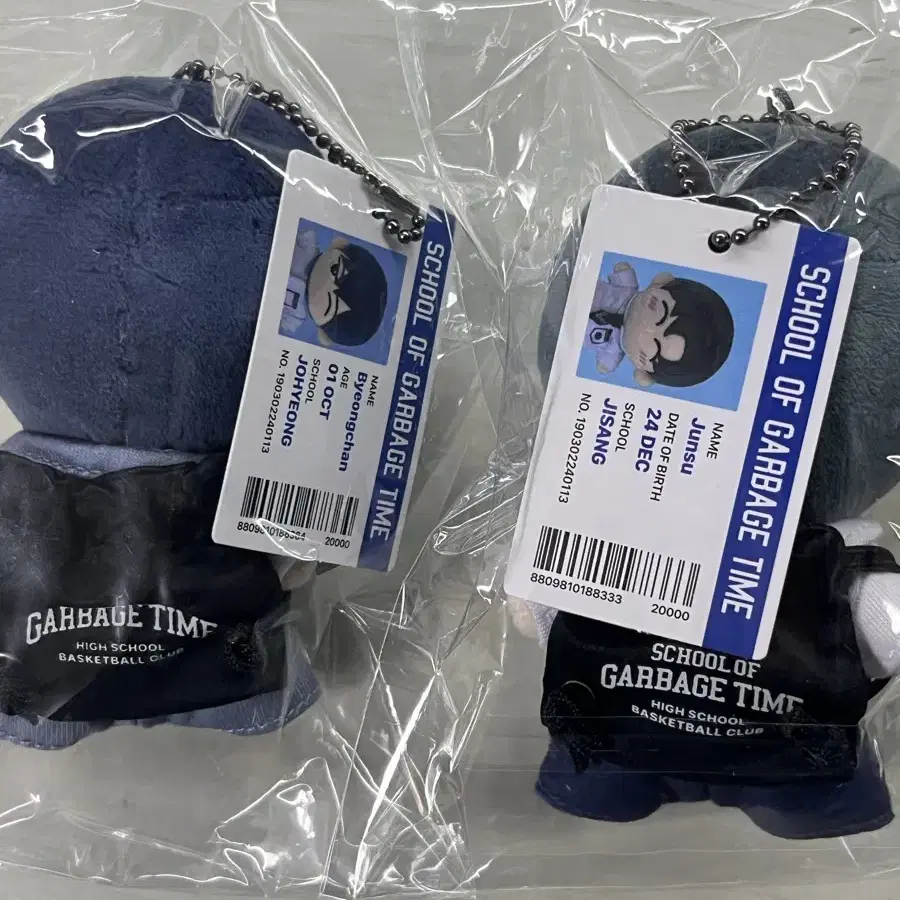 SCHOOL OF GARBAGE TIME
NAME
Byeongchan
AGE
01 OCT
SCHOOL
JOHYEONG
NO. 190302240113
20000
GARBAGE TIME
HIGH SCHOOL
BASKETBALL CLUB
SCHOOL OF GARBAGE TIME
NAME
Junsu
DATE OF BIRTH
24 DEC
SCHOOL
JISANG
NO. 190302240113
8809810188333 20000
SCHOOL OF
GARBAGE TIME
HIGH SCHOOL
BASKETBALL CLUB